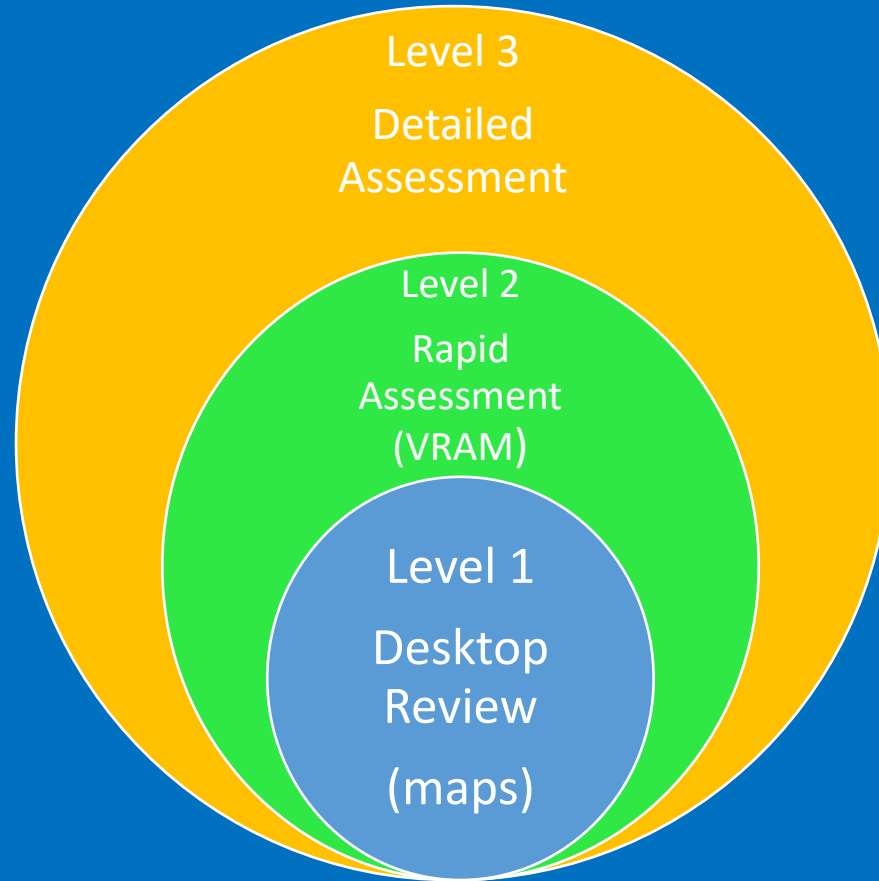 Level 3
Detailed
Assessment
Level 2
Rapid
Assessment
(VRAM)
Level 1
Desktop
Review
(maps)